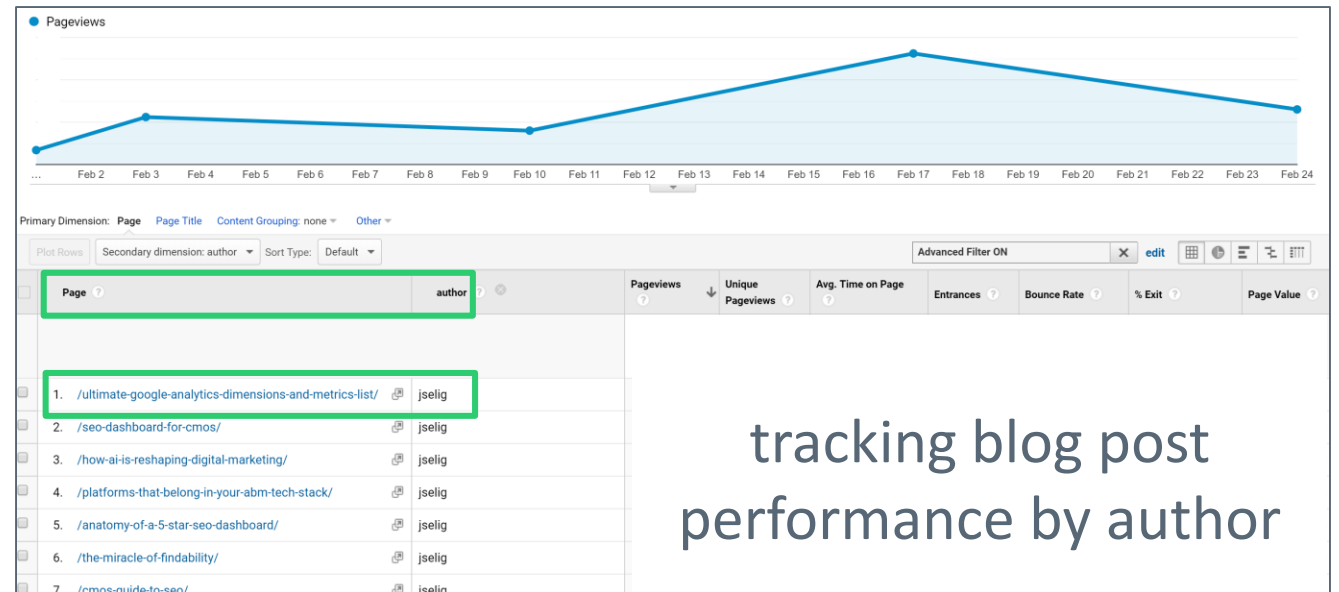 Pageviews
... Feb 2 Feb 3 Feb 4 Feb 5 Feb 6 Feb 7 Feb 8 Feb 9 Feb 10 Feb 11 Feb 12 Feb 13 Feb 14 Feb 15 Feb 16 Feb 17 Feb 18 Feb 19 Feb 20 Feb 21 Feb 22 Feb 23 Feb 24
Primary Dimension: Page Page Title Content Grouping: none Other
Plot Rows Secondary dimension: author Sort Type: Default Advanced Filter ON edit
Page author Pageviews Unique Pageviews Avg. Time on Page Entrances Bounce Rate % Exit Page Value
1. /ultimate-google-analytics-dimensions-and-metrics-list/ jselig
2. /seo-dashboard-for-cmos/ jselig
3. /how-ai-is-reshaping-digital-marketing/ jselig
4. /platforms-that-belong-in-your-abm-tech-stack/ jselig
5. /anatomy-of-a-5-star-seo-dashboard/ jselig
6. /the-miracle-of-findability/ jselig
7. /cmos-guide-to-seo/ jselig
tracking blog post
performance by author